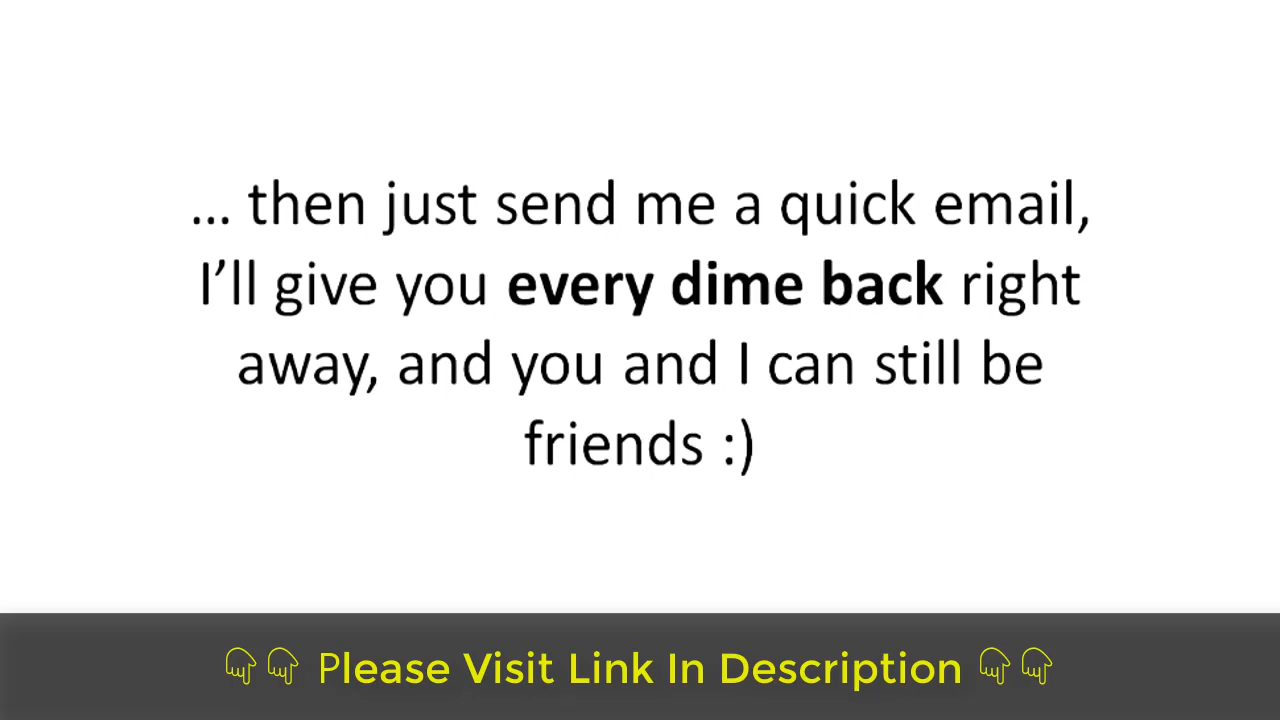 ... then just send me a quick email,
I’ll give you every dime back right
away, and you and I can still be
friends :)
👇👇 Please Visit Link In Description 👇👇